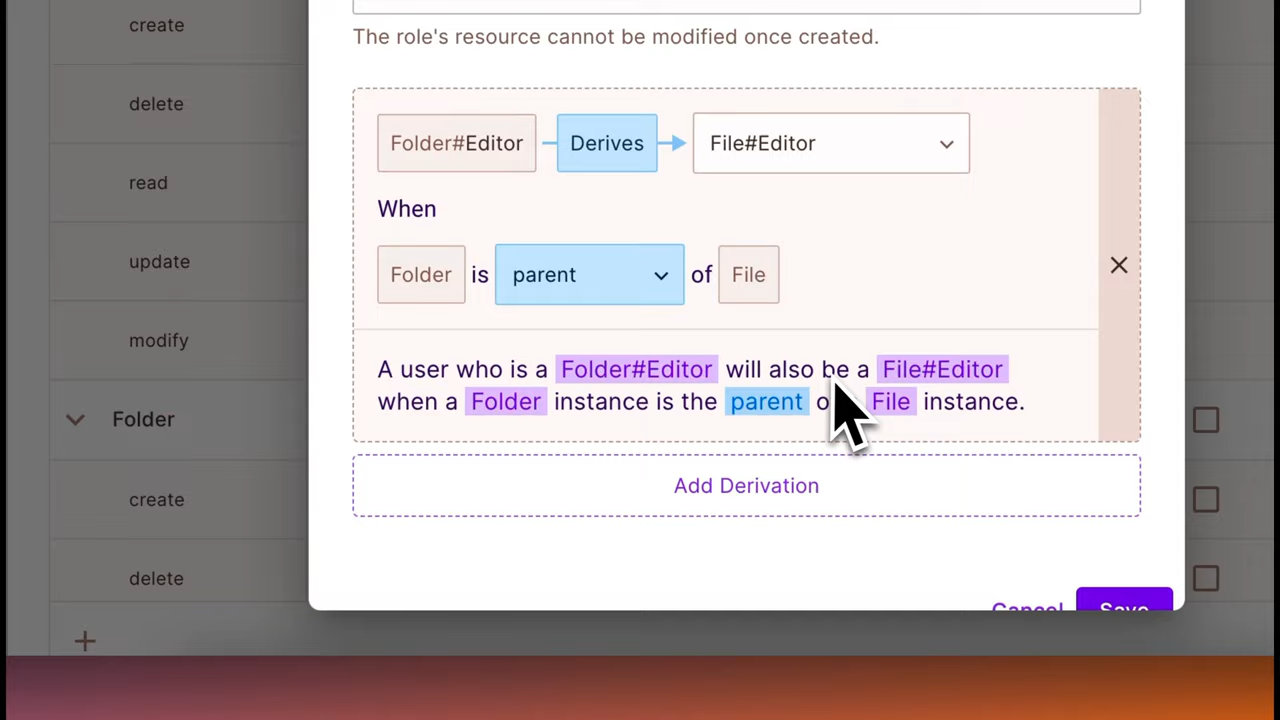 create
The role's resource cannot be modified once created.
delete
Folder#Editor Derives File#Editor
read
When
update
Folder is parent of File
modify
A user who is a Folder#Editor will also be a File#Editor
Folder
when a Folder instance is the parent File instance.
create
Add Derivation
delete
Cancel Save